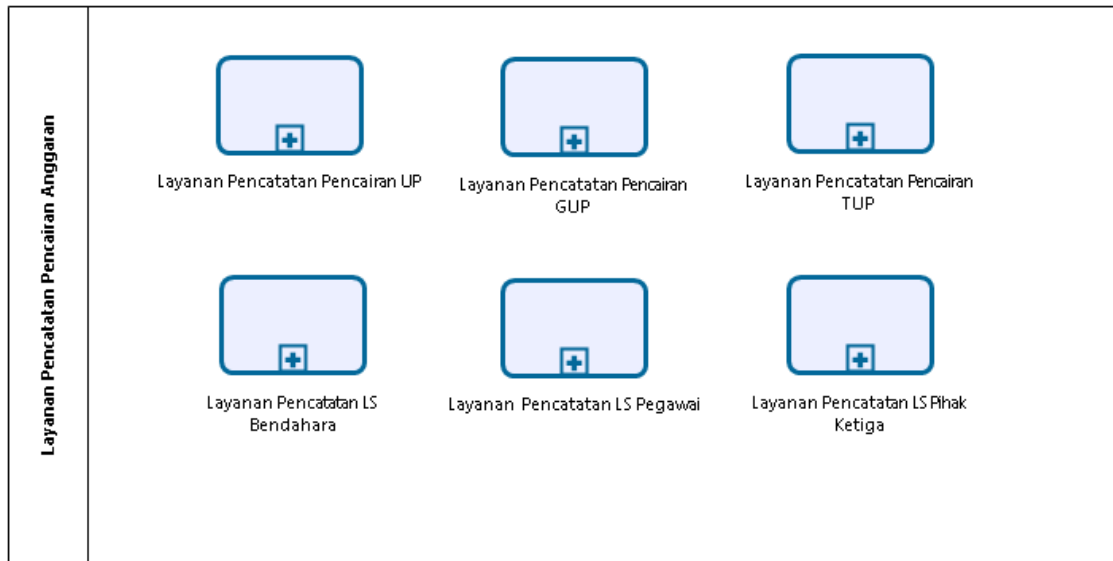 Layanan Pencatatan Pencairan Anggaran
Layanan Pencatatan Pencairan UP
Layanan Pencatatan Pencairan
GUP
Layanan Pencatatan Pencairan
TUP
Layanan Pencatatan LS
Bendahara
Layanan Pencatatan LS Pegawai
Layanan Pencatatan LS Pihak
Ketiga